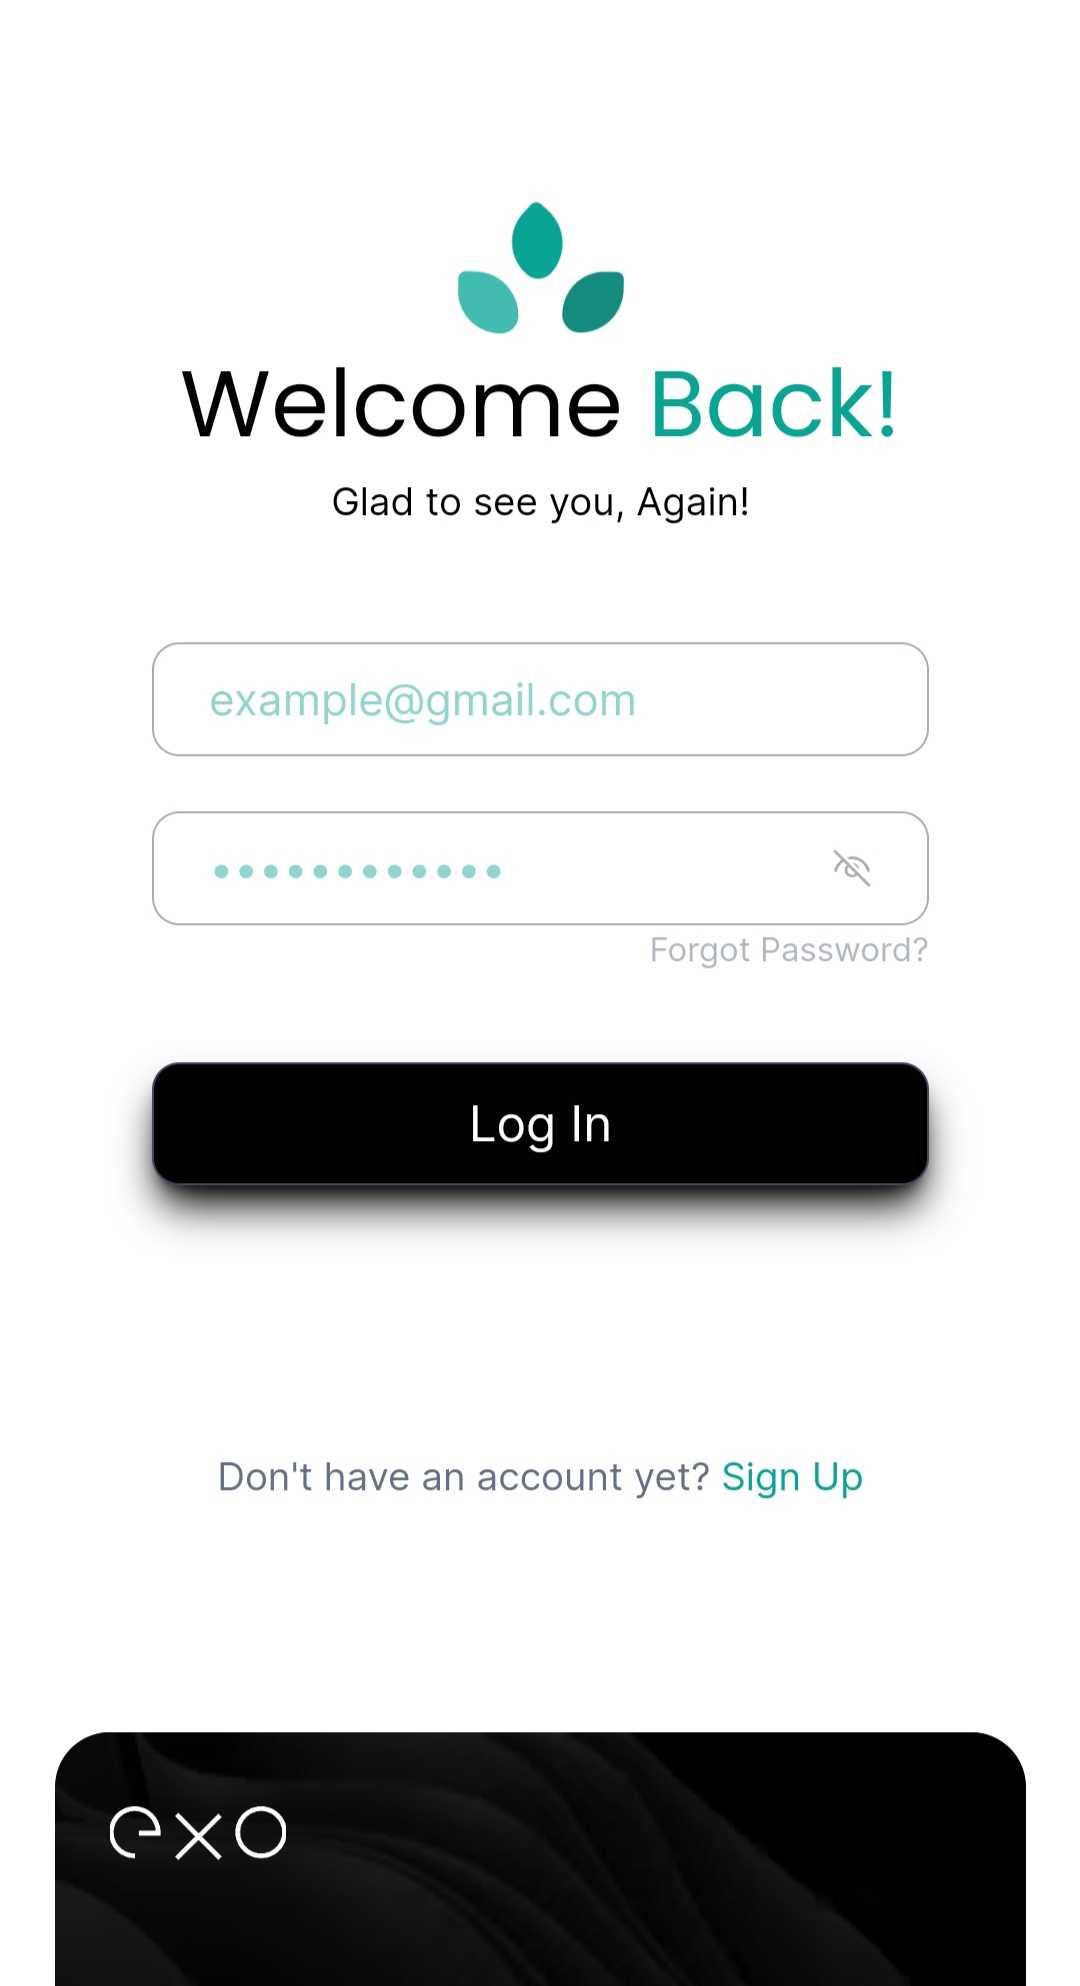 Welcome Back!
Glad to see you, Again!
example@gmail.com
••••••••••••
Forgot Password?
Log In
Don't have an account yet? Sign Up
exo